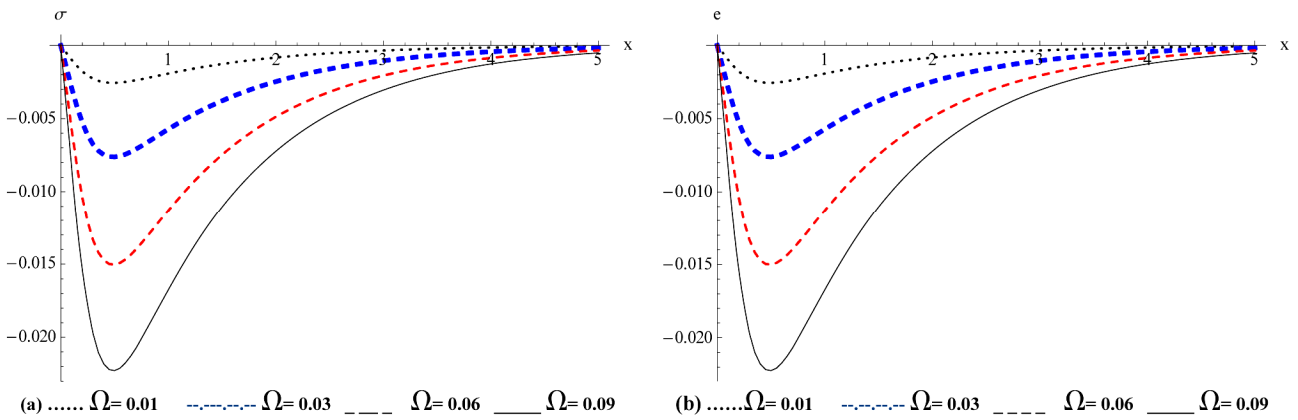 σ
x
1 2 3 4 5
−0.005
−0.010
−0.015
−0.020
(a) ...... Ω= 0.01 --.---.--.-- Ω= 0.03 _ __ _ Ω= 0.06 ____ Ω= 0.09
e
x
1 2 3 4 5
−0.005
−0.010
−0.015
−0.020
(b) ......Ω= 0.01 --.--.--.-- Ω= 0.03 _ _ _ _ Ω= 0.06 ____ Ω= 0.09